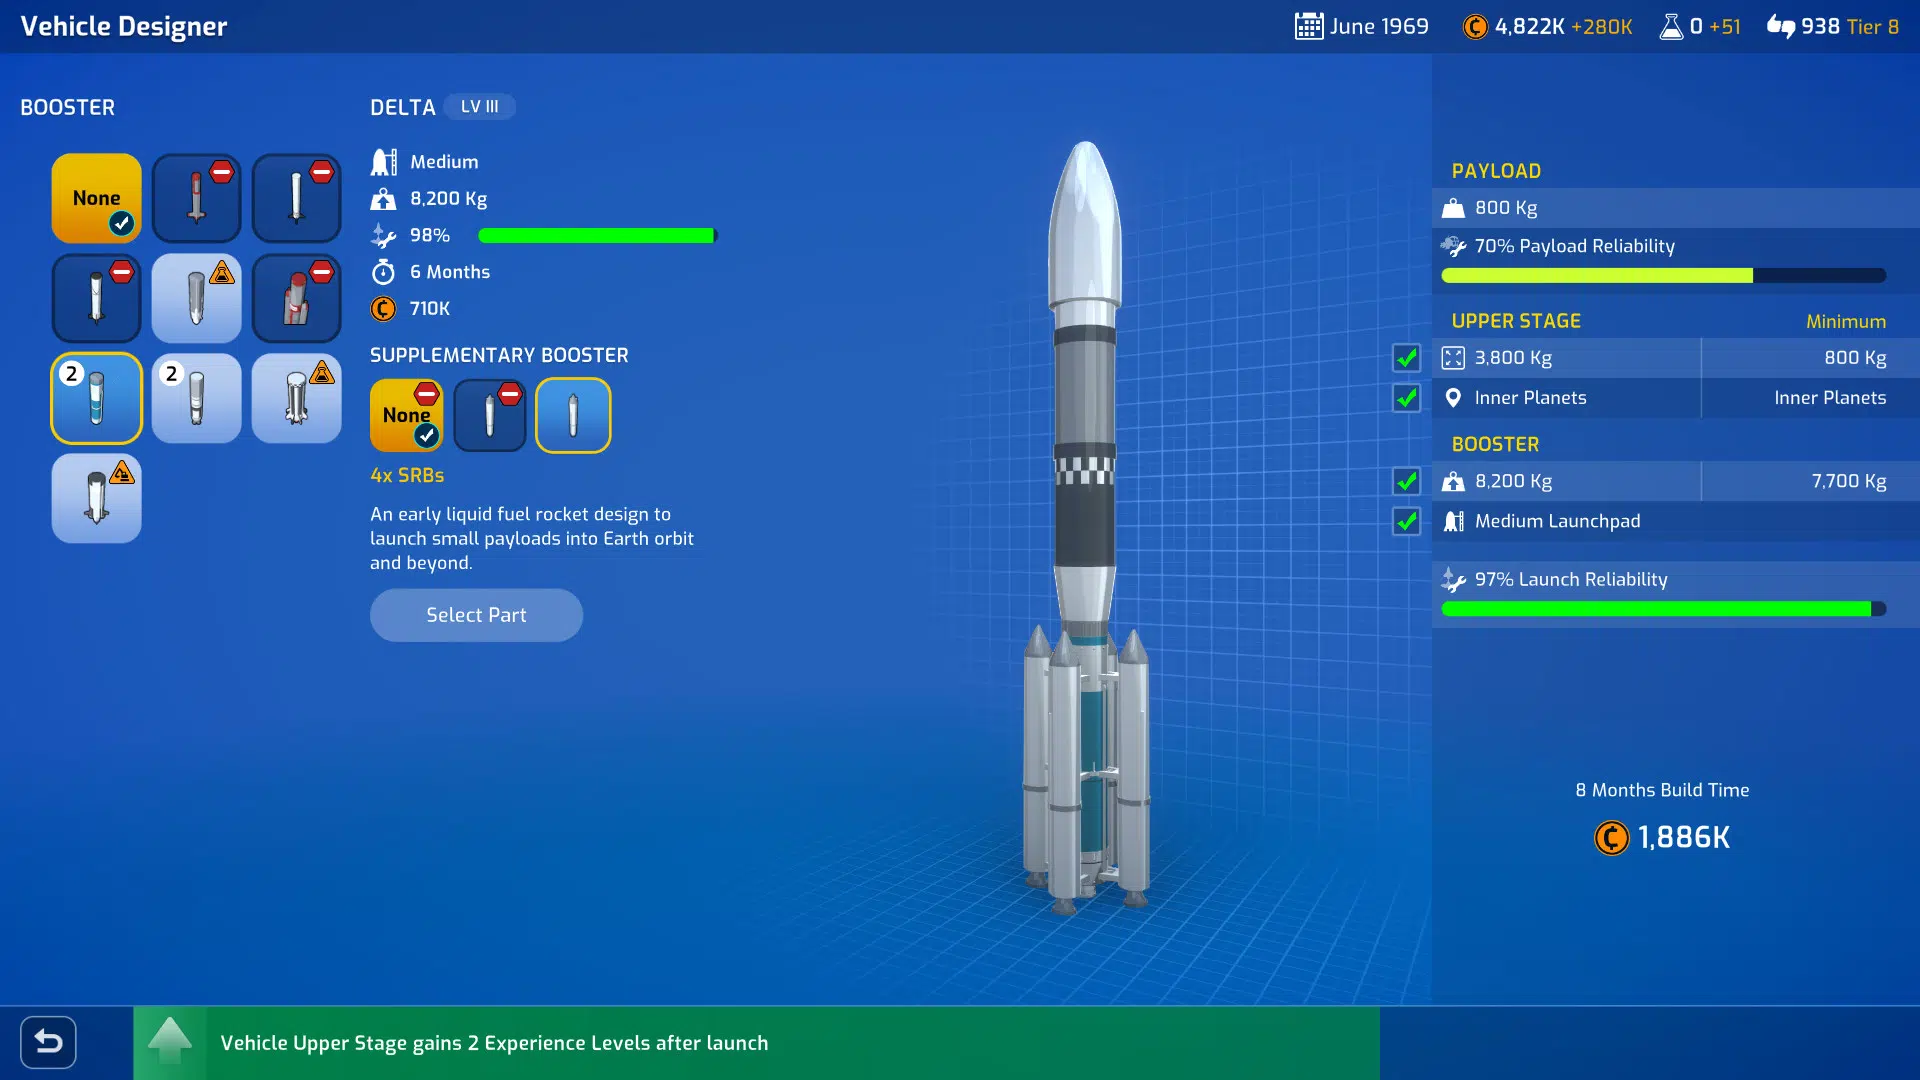 Vehicle Designer
June 1969
4,822K +280K
0 +51
938 Tier 8
BOOSTER
None
2
2
DELTA LV III
Medium
8,200 Kg
98%
6 Months
710K
SUPPLEMENTARY BOOSTER
None
4x SRBs
An early liquid fuel rocket design to
launch small payloads into Earth orbit
and beyond.
Select Part
PAYLOAD
800 Kg
70% Payload Reliability
UPPER STAGE Minimum
3,800 Kg 800 Kg
Inner Planets Inner Planets
BOOSTER
8,200 Kg 7,700 Kg
Medium Launchpad
97% Launch Reliability
8 Months Build Time
1,886K
Vehicle Upper Stage gains 2 Experience Levels after launch